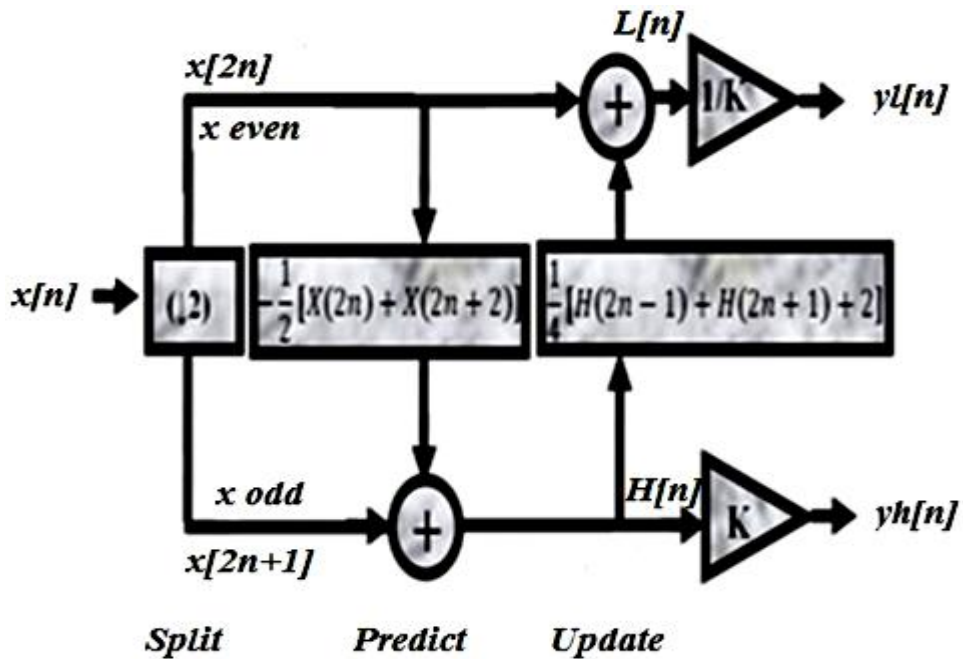 L[n]
x[2n]
1/K
yl[n]
+
x even
x[n]
(↓2)
-1/2[X(2n) + X(2n + 2)]
1/4[H(2n − 1) + H(2n + 1) + 2]
x odd
H[n]
+
K
yh[n]
x[2n+1]
Split Predict Update